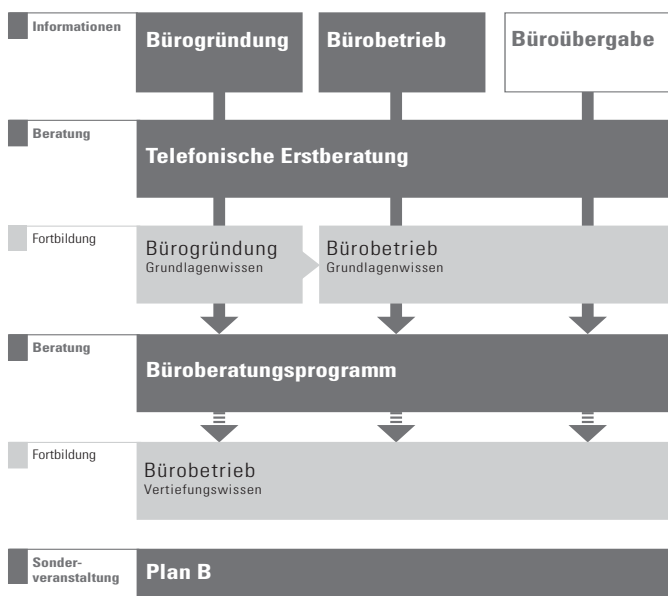 Informationen
Bürogründung
Bürobetrieb
Büroübergabe
Beratung
Telefonische Erstberatung
Fortbildung
Bürogründung
Grundlagenwissen
Bürobetrieb
Grundlagenwissen
Beratung
Büroberatungsprogramm
Fortbildung
Bürobetrieb
Vertiefungswissen
Sonder-
veranstaltung
Plan B